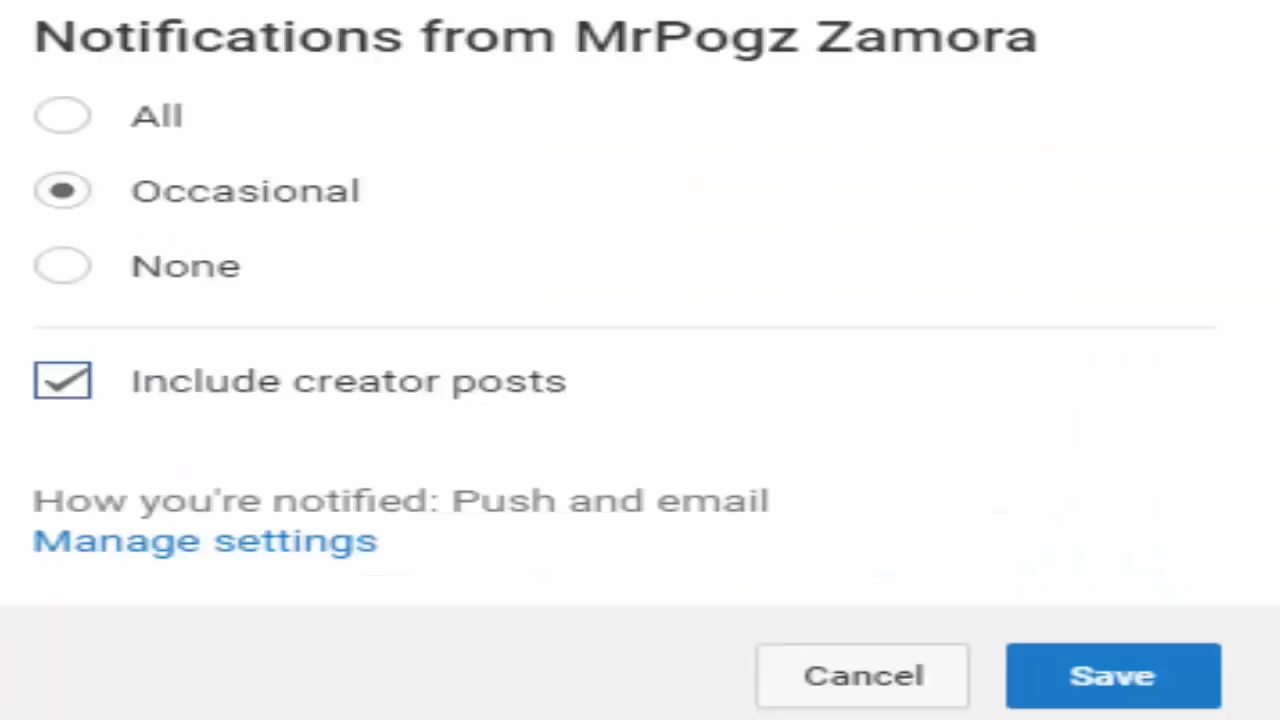 Notifications from MrPogz Zamora
All
Occasional
None
Include creator posts
How you're notified: Push and email
Manage settings
Cancel Save